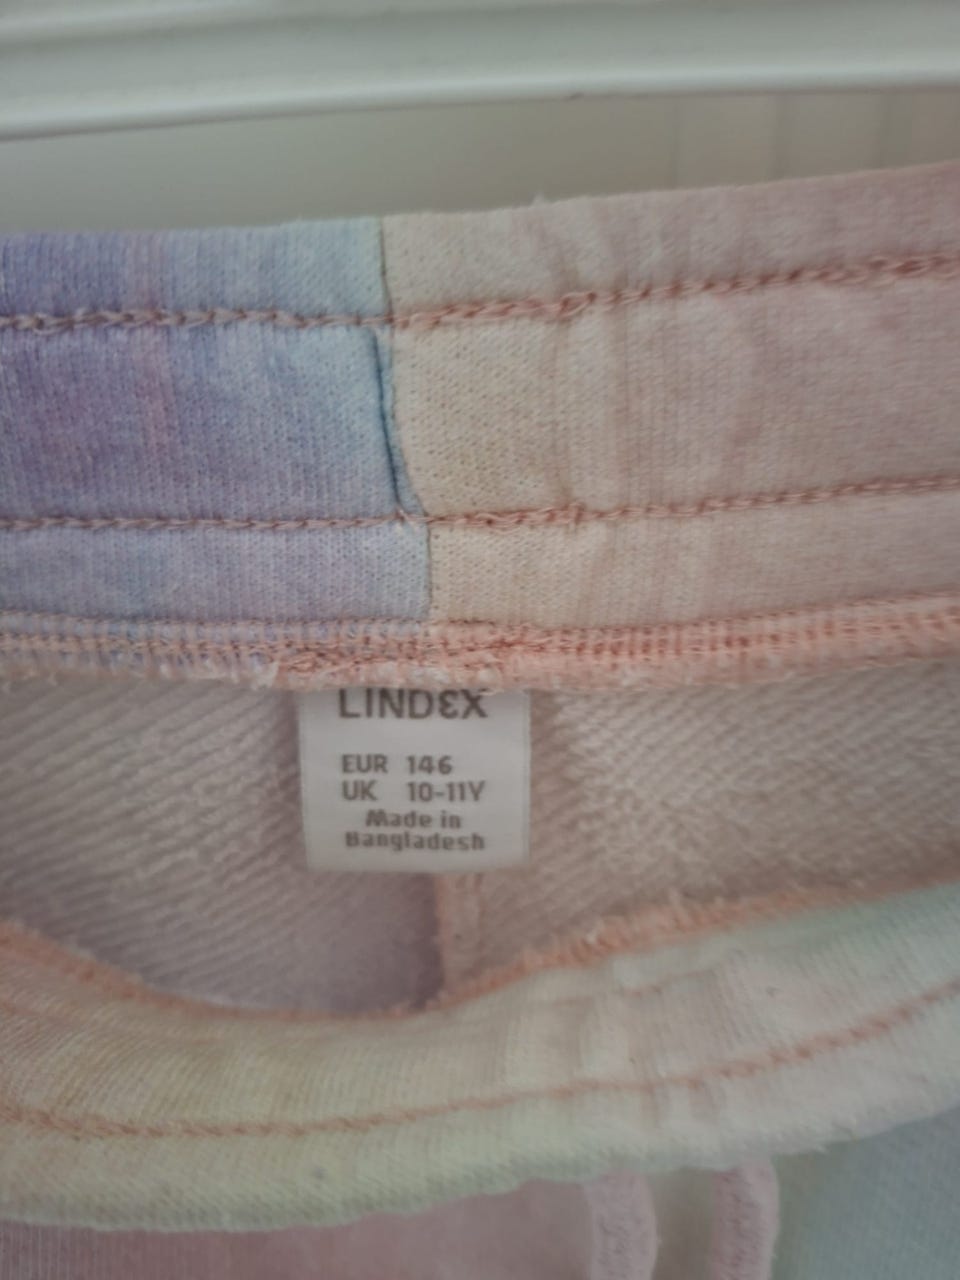 LINDEX
EUR 146
UK 10-11Y
Made in
Bangladesh